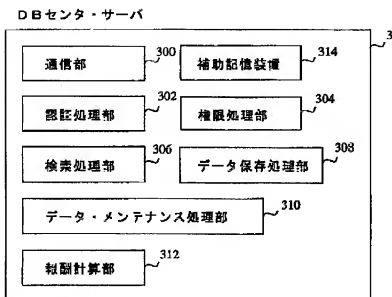 DBセンタ・サーバ
3
通信部 300
補助記憶装置 314
認証処理部 302
権限処理部 304
検索処理部 306
データ保存処理部 308
データ・メンテナンス処理部 310
報酬計算部 312